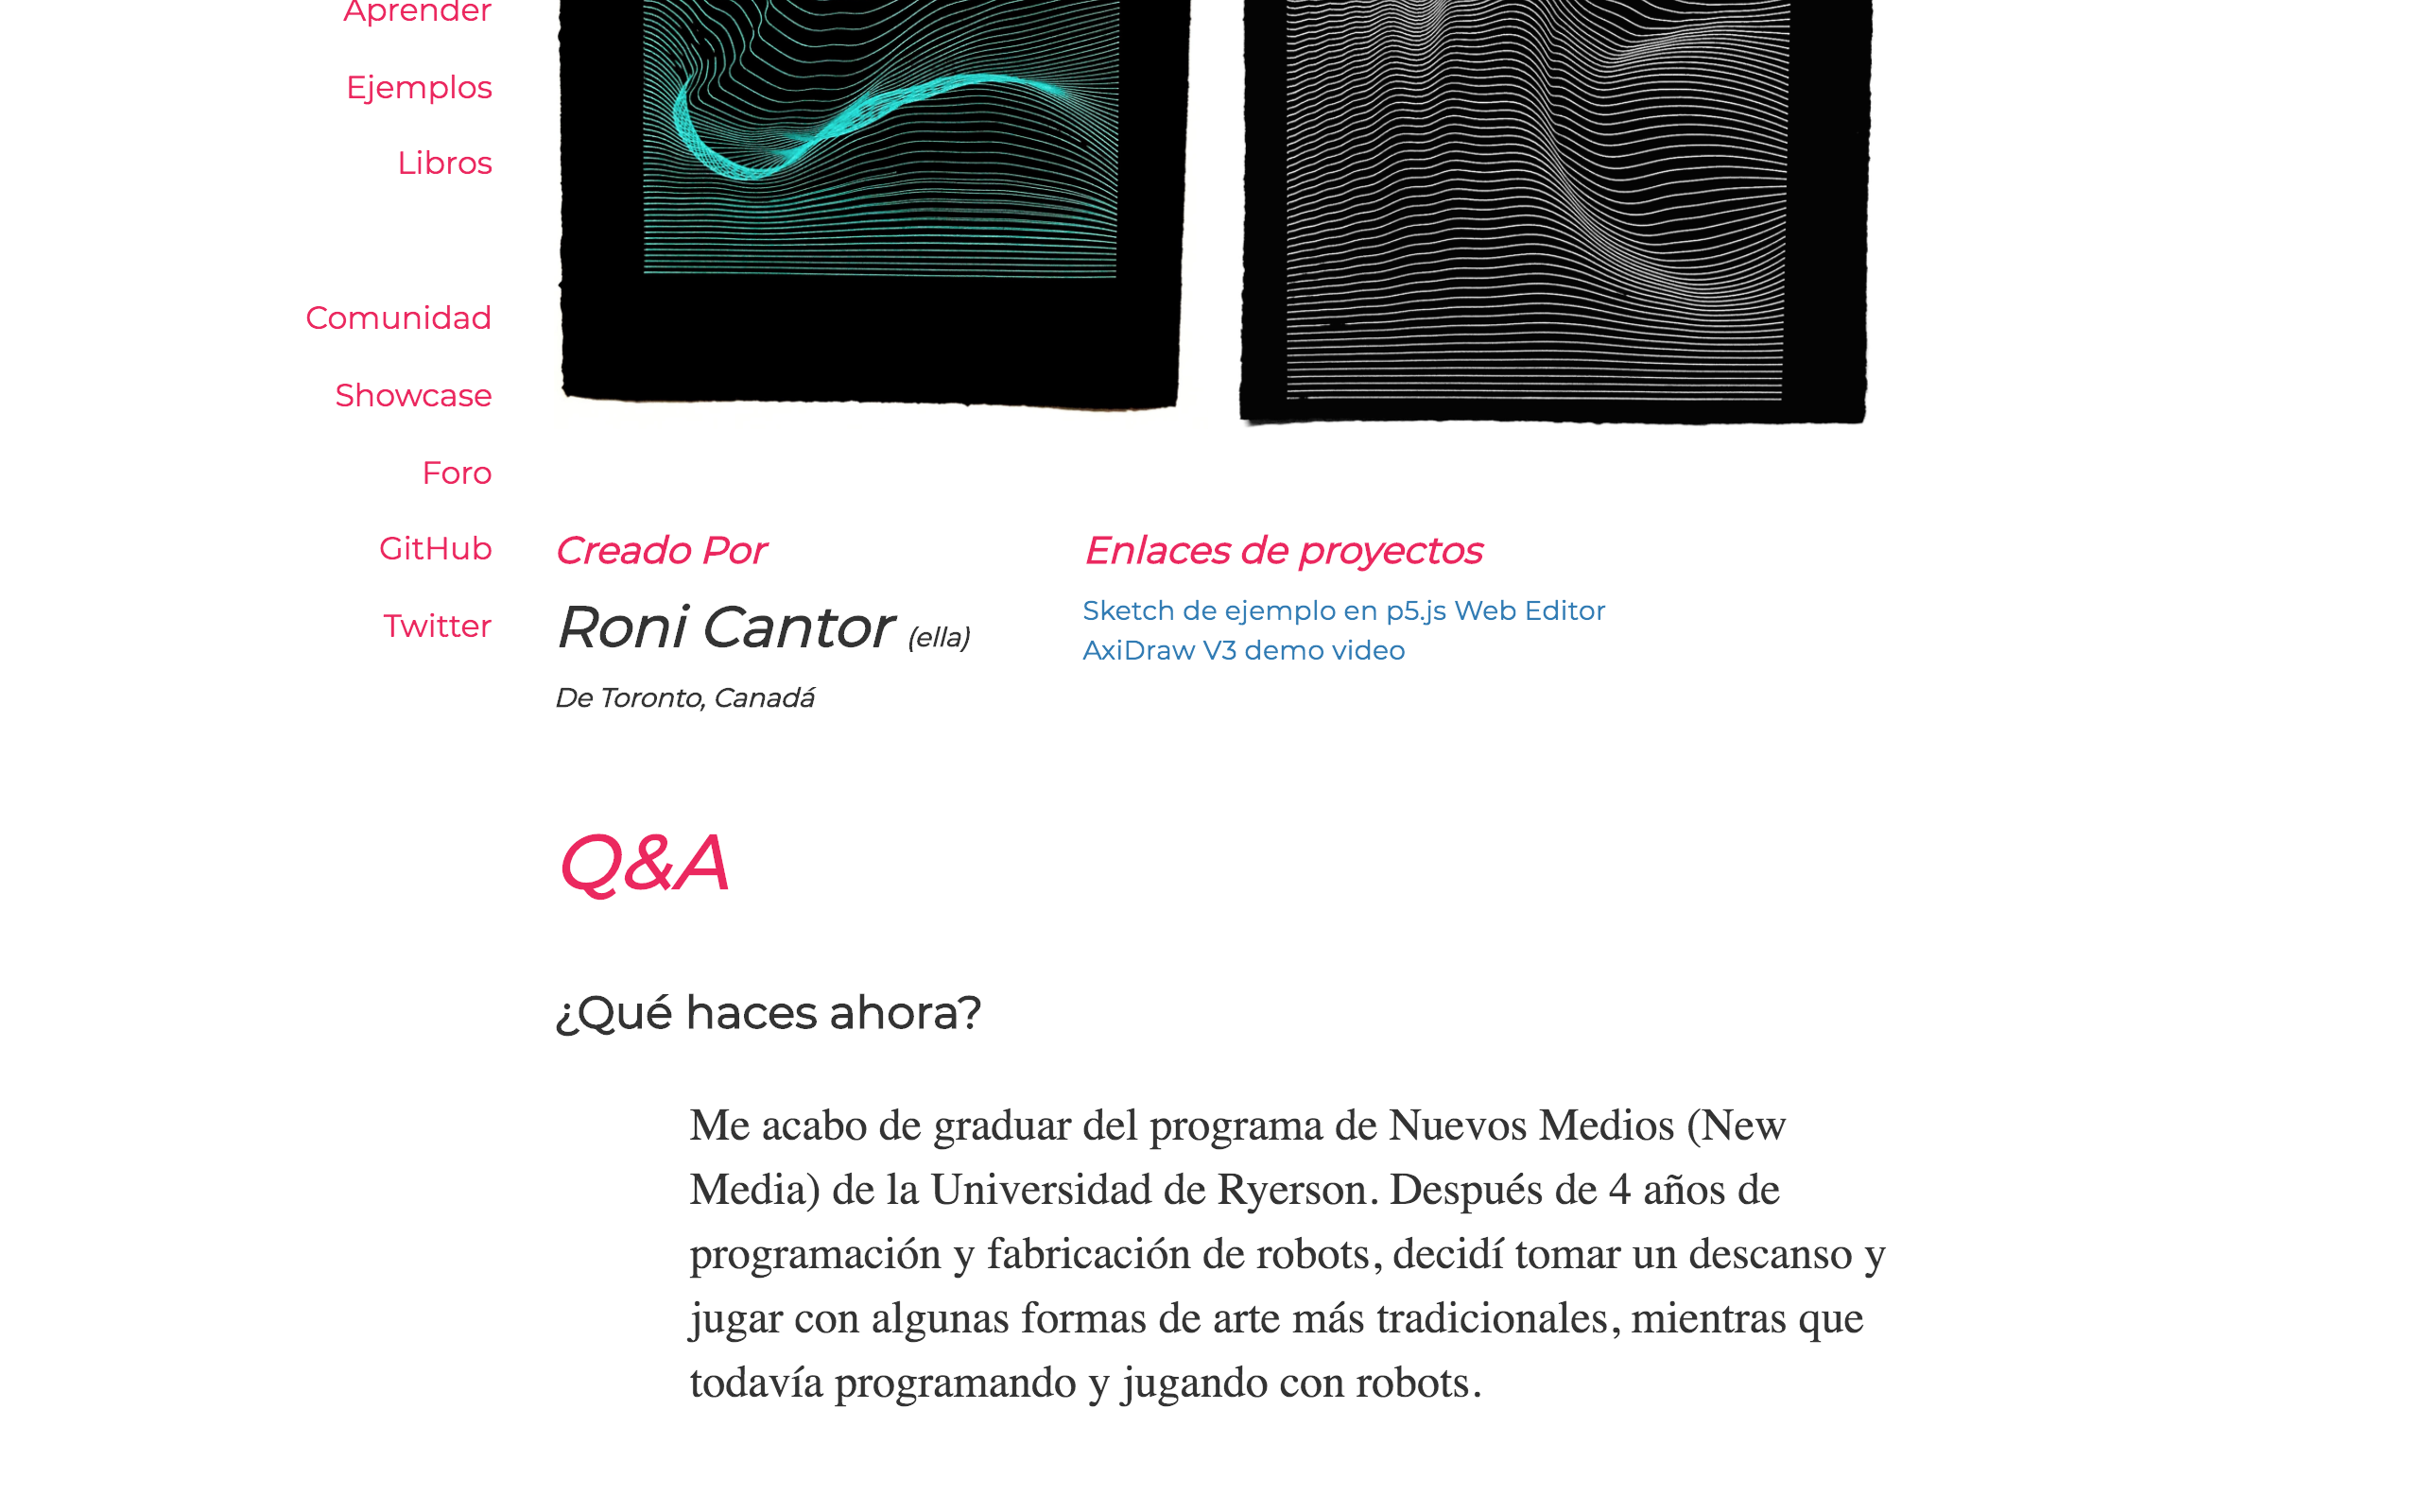 Aprender
Ejemplos
Libros
Comunidad
Showcase
Foro
GitHub
Twitter
Creado Por
Roni Cantor (ella)
De Toronto, Canadá
Enlaces de proyectos
Sketch de ejemplo en p5.js Web Editor
AxiDraw V3 demo video
Q&A
¿Qué haces ahora?
Me acabo de graduar del programa de Nuevos Medios (New
Media) de la Universidad de Ryerson. Después de 4 años de
programación y fabricación de robots, decidí tomar un descanso y
jugar con algunas formas de arte más tradicionales, mientras que
todavía programando y jugando con robots.